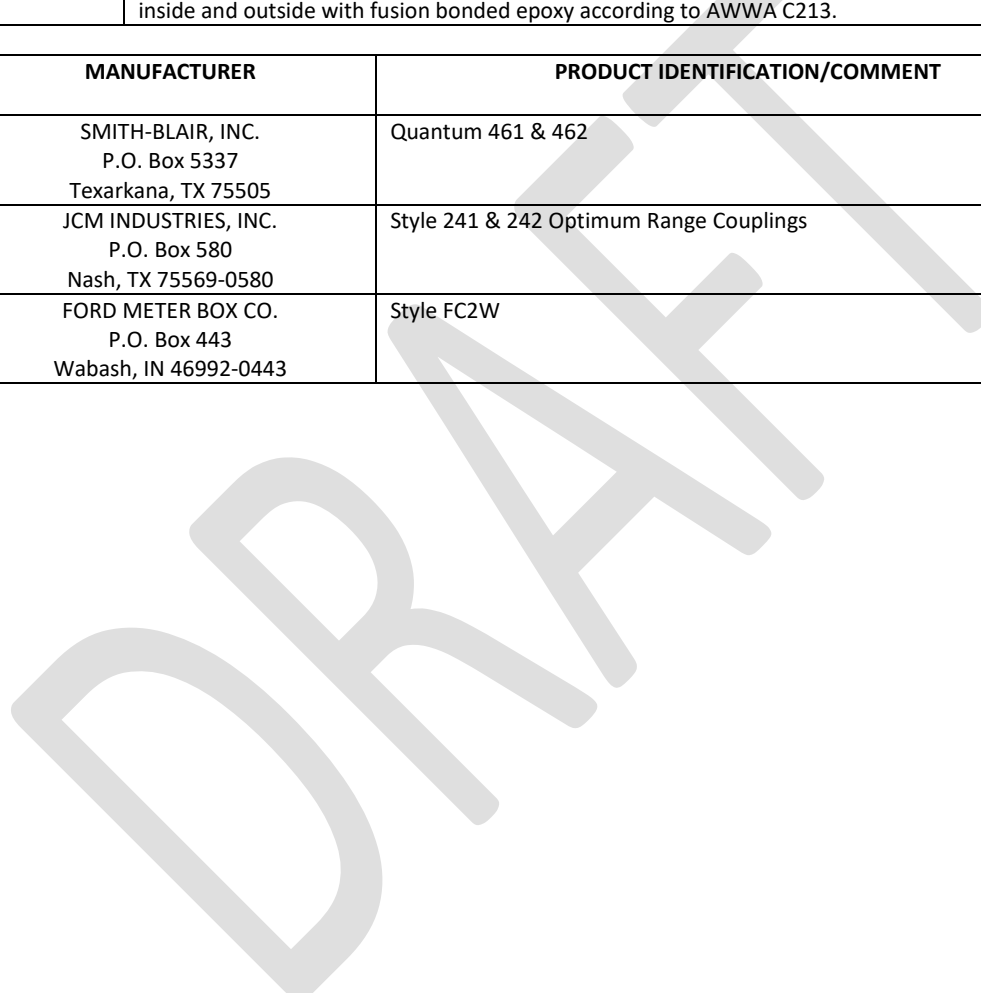 inside and outside with fusion bonded epoxy according to AWWA C213.
MANUFACTURER
PRODUCT IDENTIFICATION/COMMENT
SMITH-BLAIR, INC.
P.O. Box 5337
Texarkana, TX 75505
Quantum 461 & 462
JCM INDUSTRIES, INC.
P.O. Box 580
Nash, TX 75569-0580
Style 241 & 242 Optimum Range Couplings
FORD METER BOX CO.
P.O. Box 443
Wabash, IN 46992-0443
Style FC2W
DRAFT